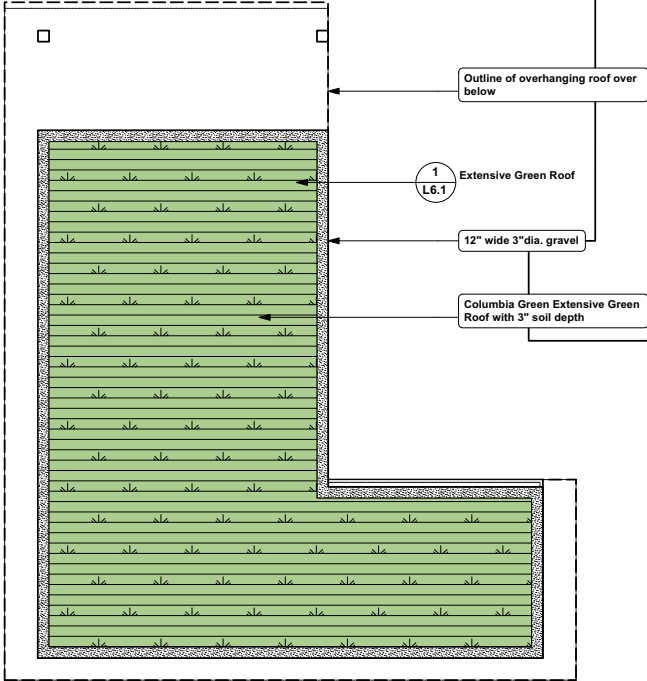 Outline of overhanging roof over
below
1
L6.1
Extensive Green Roof
12" wide 3"dia. gravel
Columbia Green Extensive Green
Roof with 3" soil depth